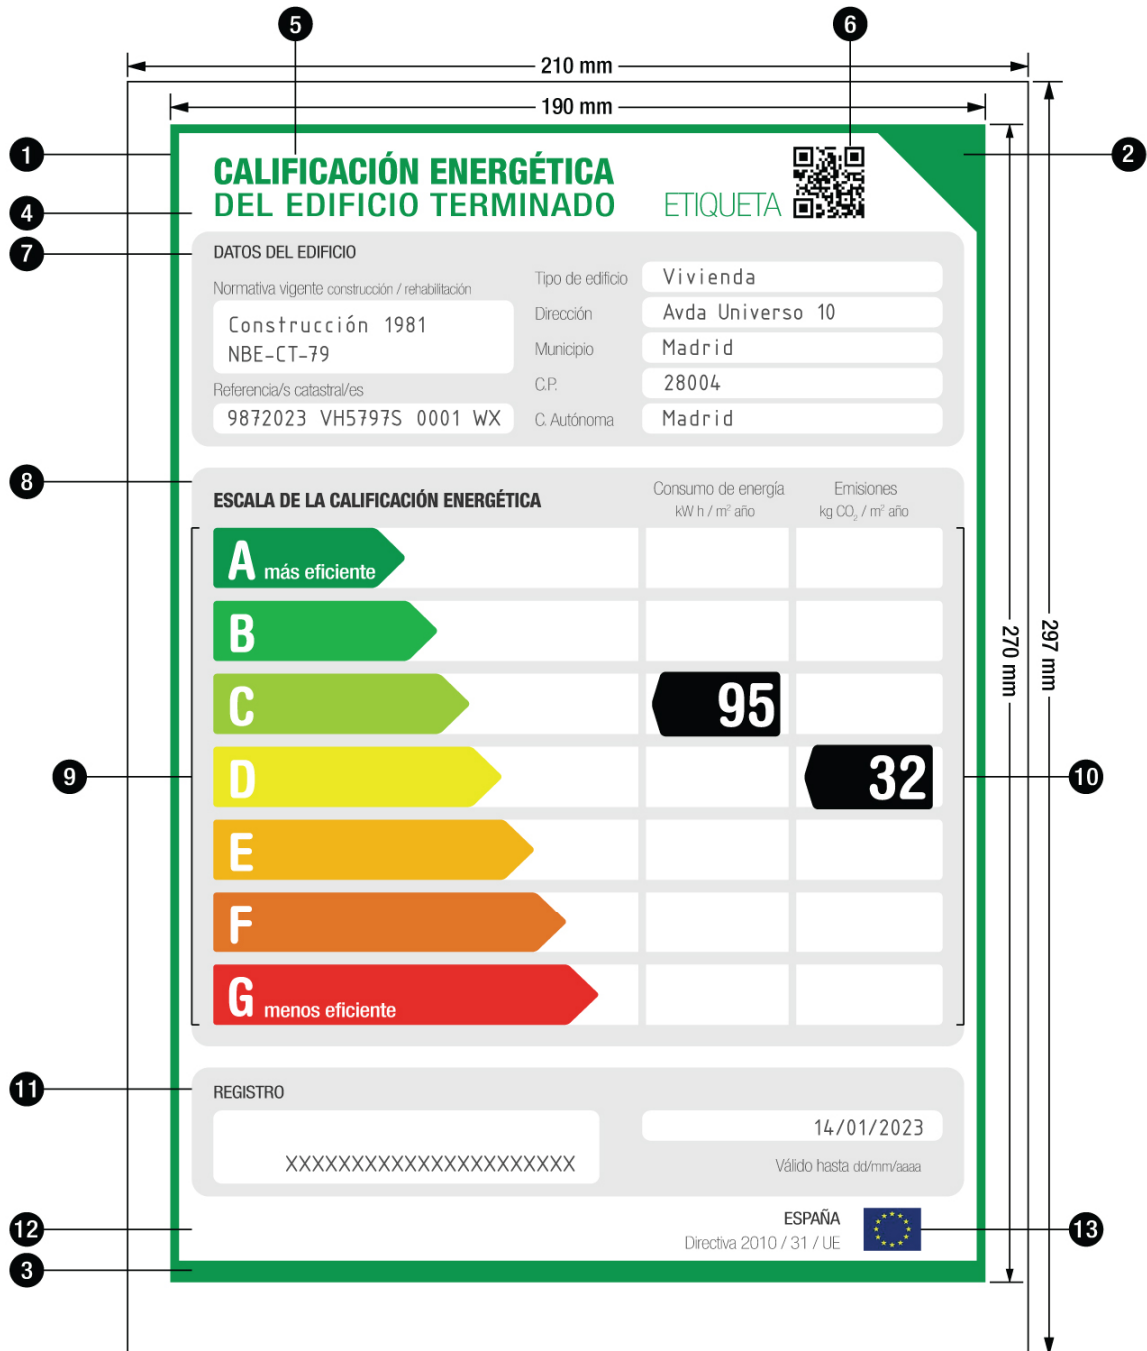 5
6
210 mm
190 mm
1
2
CALIFICACIÓN ENERGÉTICA
DEL EDIFICIO TERMINADO
ETIQUETA
4
7
DATOS DEL EDIFICIO
Normativa vigente construcción / rehabilitación
Construcción 1981
NBE-CT-79
Referencia/s catastral/es
9872023 VH5797S 0001 WX
Tipo de edificio
Vivienda
Dirección
Avda Universo 10
Municipio
Madrid
C.P.
28004
C. Autónoma
Madrid
8
ESCALA DE LA CALIFICACIÓN ENERGÉTICA
Consumo de energía
kW h / m² año
Emisiones
kg CO₂ / m² año
A más eficiente
B
C
95
D
32
E
F
G menos eficiente
9
10
270 mm
297 mm
11
REGISTRO
XXXXXXXXXXXXXXXXXXXXXX
14/01/2023
Válido hasta dd/mm/aaaa
12
ESPAÑA
Directiva 2010 / 31 / UE
13
3